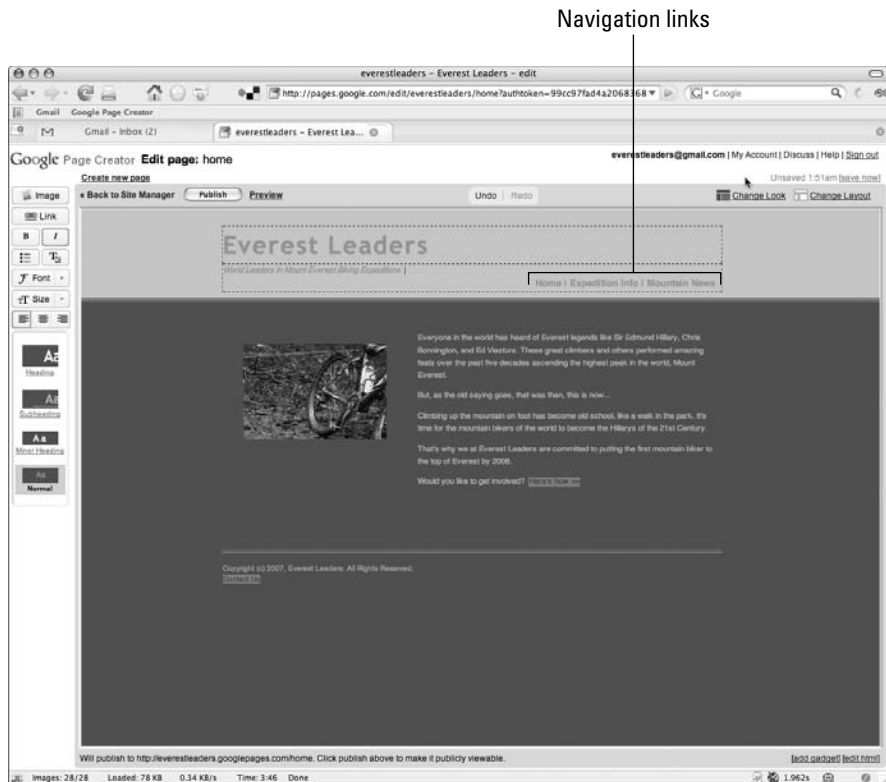 Navigation links
everestleaders – Everest Leaders – edit
http://pages.google.com/edit/everestleaders/home?authtoken=99cc97fad4a2068368
Google
Gmail Google Page Creator
Gmail – Inbox (2) everestleaders – Everest Lea...
Google Page Creator Edit page: home
everestleaders@gmail.com | My Account | Discuss | Help | Sign out
Create new page
Unsaved 1:51am [save now]
« Back to Site Manager Publish Preview Undo Redo Change Look Change Layout
Image
Link
B I
T
Font
Size
Aa
Heading
Aa
Subheading
Aa
Minor Heading
Aa
Normal
Everest Leaders
World Leaders in Mount Everest Biking Expeditions
Home | Expedition Info | Mountain News
Everyone in the world has heard of Everest legends like Sir Edmund Hillary, Chris
Bonnington, and Ed Viesture. These great climbers and others performed amazing
feats over the past five decades ascending the highest peak in the world, Mount
Everest.
But, as the old saying goes, that was then, this is now...
Climbing up the mountain on foot has become old school, like a walk in the park. It's
time for the mountain bikers of the world to become the Hillarys of the 21st Century.
That's why we at Everest Leaders are committed to putting the first mountain biker to
the top of Everest by 2008.
Would you like to get involved? Here's how »
Copyright (c) 2007, Everest Leaders. All Rights Reserved.
Contact Us
Will publish to http://everestleaders.googlepages.com/home. Click publish above to make it publicly viewable.
[add gadget] [edit html]
Images: 28/28 Loaded: 78 KB 0.34 KB/s Time: 3:46 Done 1.962s